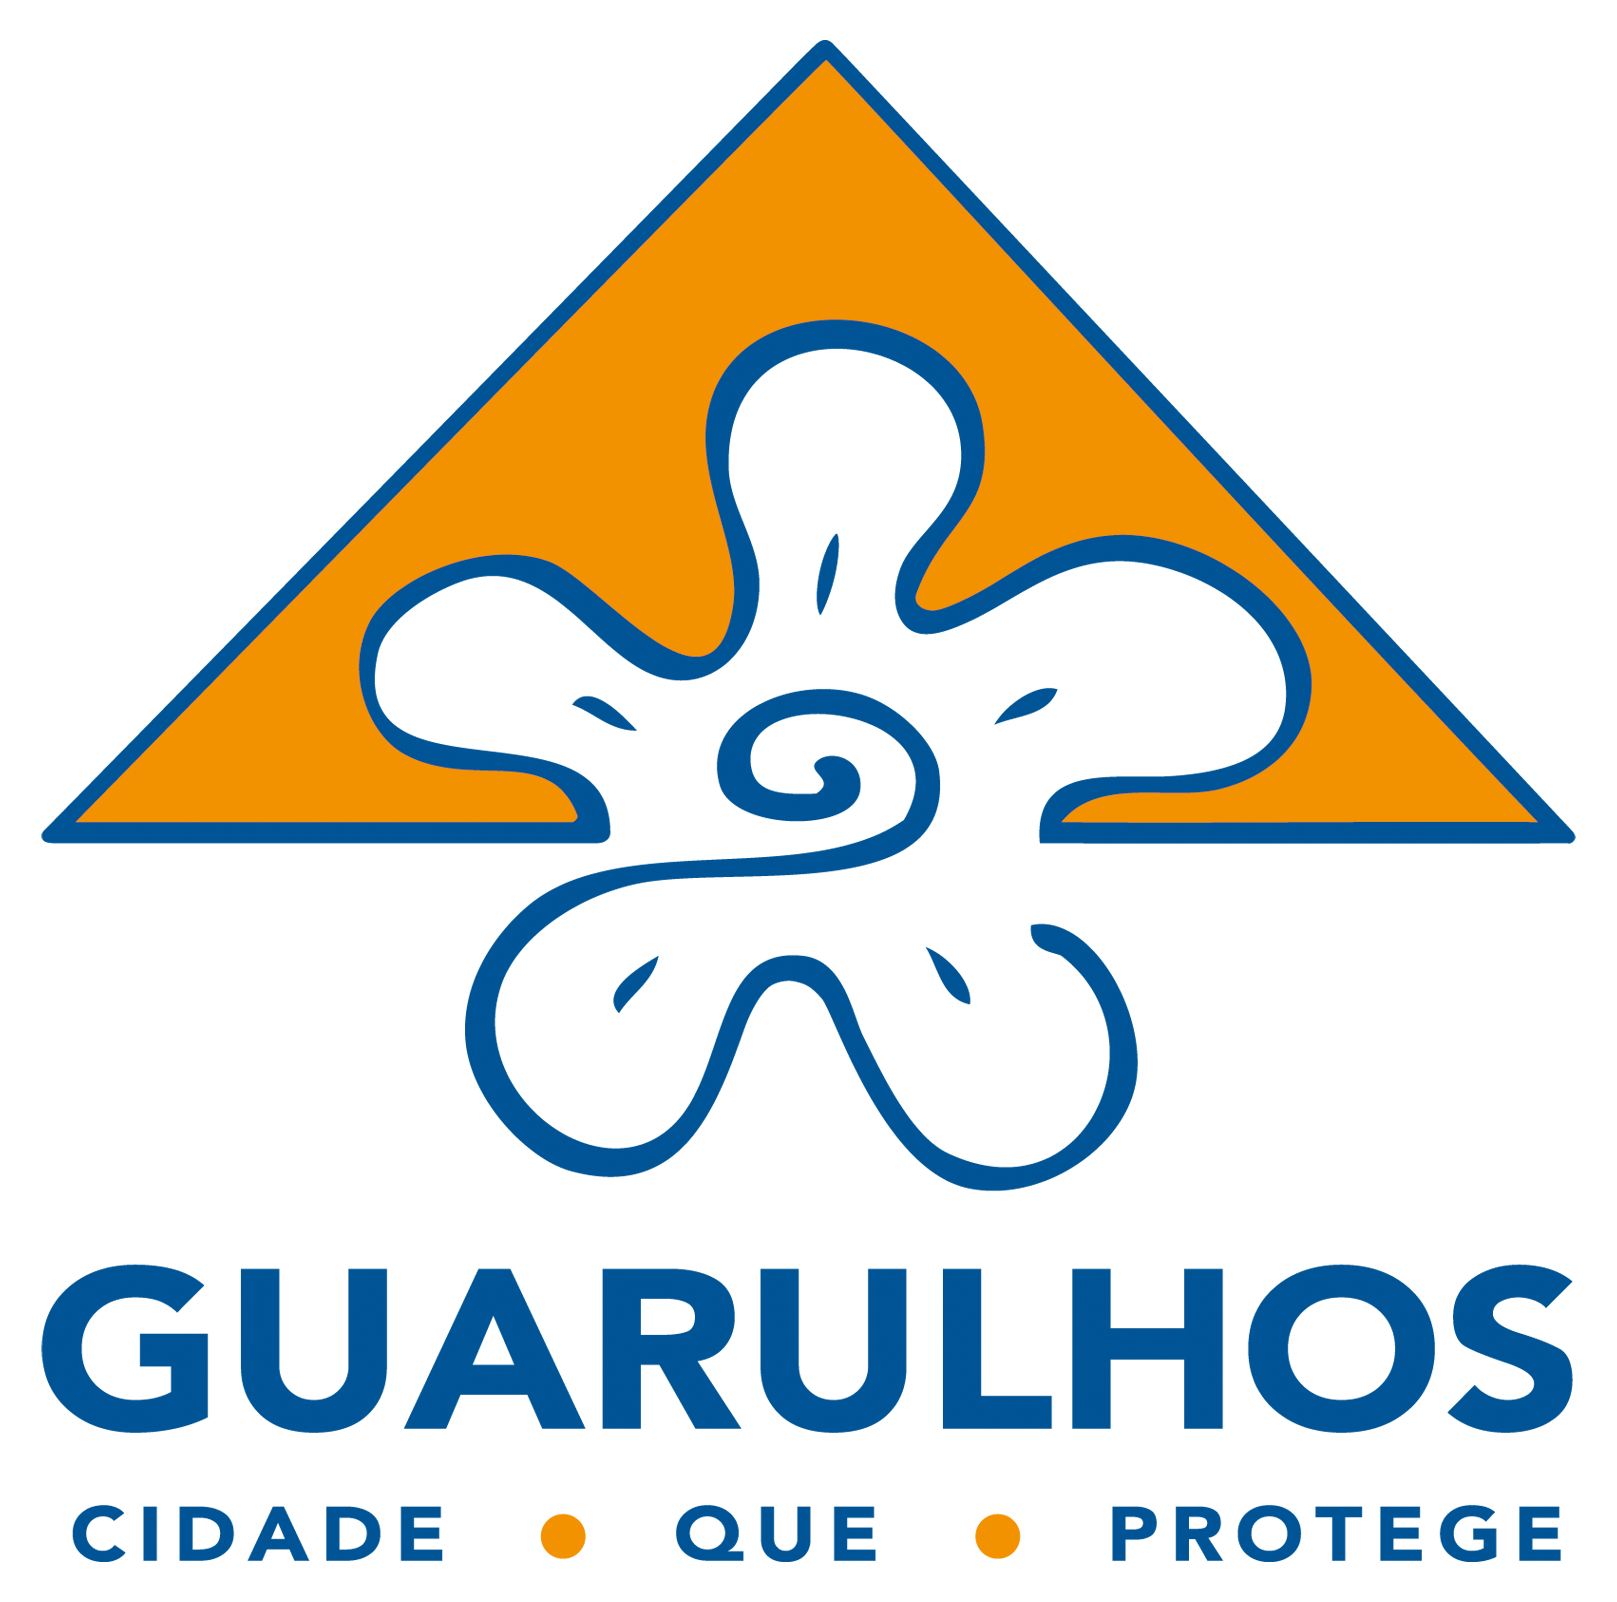 GUARULHOS
CIDADE • QUE • PROTEGE